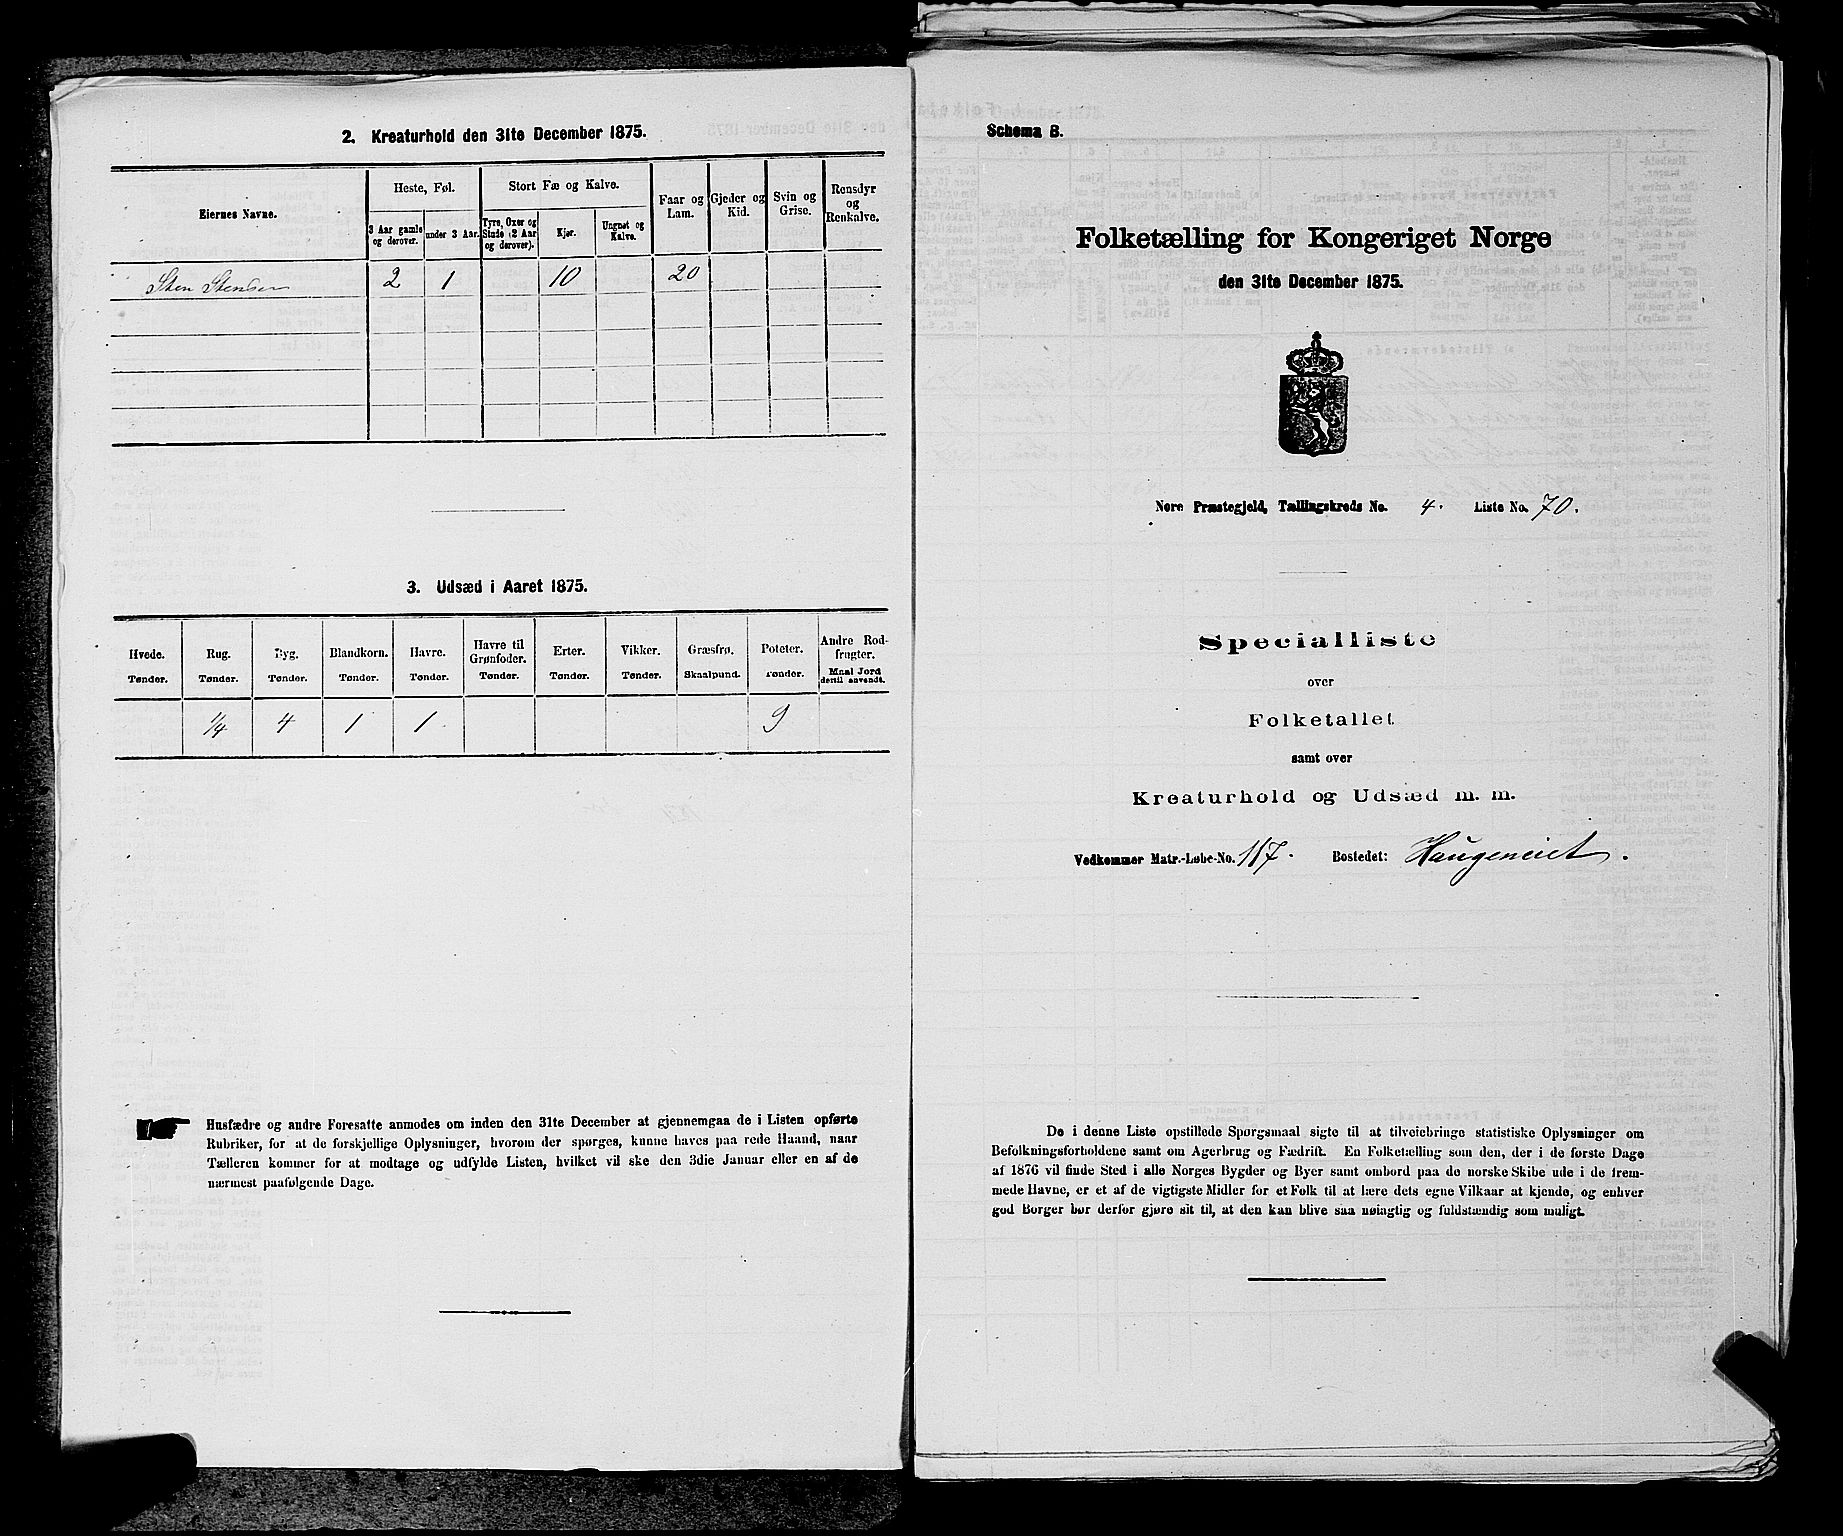 2. Kreaturhold den 31te December 1875.
Eiernes Navne.
Heste, Føl.
Stort Fæ og Kalve.
Faar og Lam.
Gjeder og Kid.
Svin og Grise.
Rensdyr og Renkalve.
3 Aar gamle og derover.
under 3 Aar.
Tyre, Oxer og Stude (2 Aar og derover).
Kjør.
Ungnøt og Kalve.
Sten Stensen 2 1 10 20
3. Udsæd i Aaret 1875.
Hvede. Rug. Byg. Blandkorn. Havre. Havre til Grønfoder. Erter. Vikker. Græsfrø. Poteter. Andre Rodfrugter.
Tønder. Tønder. Tønder. Tønder. Tønder. Tønder. Tønder. Tønder. Skaalpund. Tønder. Maal Jord dertil anvendt.
1/4 4 1 1 9
Husfædre og andre Foresatte anmodes om inden den 31te December at gjennemgaa de i Listen opførte
Rubriker, for at de forskjellige Oplysninger, hvorom der spørges, kunne haves paa rede Haand, naar
Tælleren kommer for at modtage og udfylde Listen, hvilket vil ske den 3die Januar eller en af de
nærmest paafølgende Dage.
Schema B.
Folketælling for Kongeriget Norge
den 31te December 1875.
Nore Præstegjeld, Tællingskreds No. 4. Liste No. 70.
Specialliste
over
Folketallet
samt over
Kreaturhold og Udsæd m. m.
Vedkommer Matr.-Løbe-No. 117. Bostedet: Haugeneiet.
De i denne Liste opstillede Spørgsmaal sigte til at tilveiebringe statistiske Oplysninger om
Befolkningsforholdene samt om Agerbrug og Fædrift. En Folketælling som den, der i de første Dage
af 1876 vil finde Sted i alle Norges Bygder og Byer samt ombord paa de norske Skibe ude i de frem-
mede Havne, er et af de vigtigste Midler for et Folk til at lære dets egne Vilkaar at kjende, og enhver
god Borger bør derfor gjøre sit til, at den kan blive saa nøiagtig og fuldstændig som muligt.